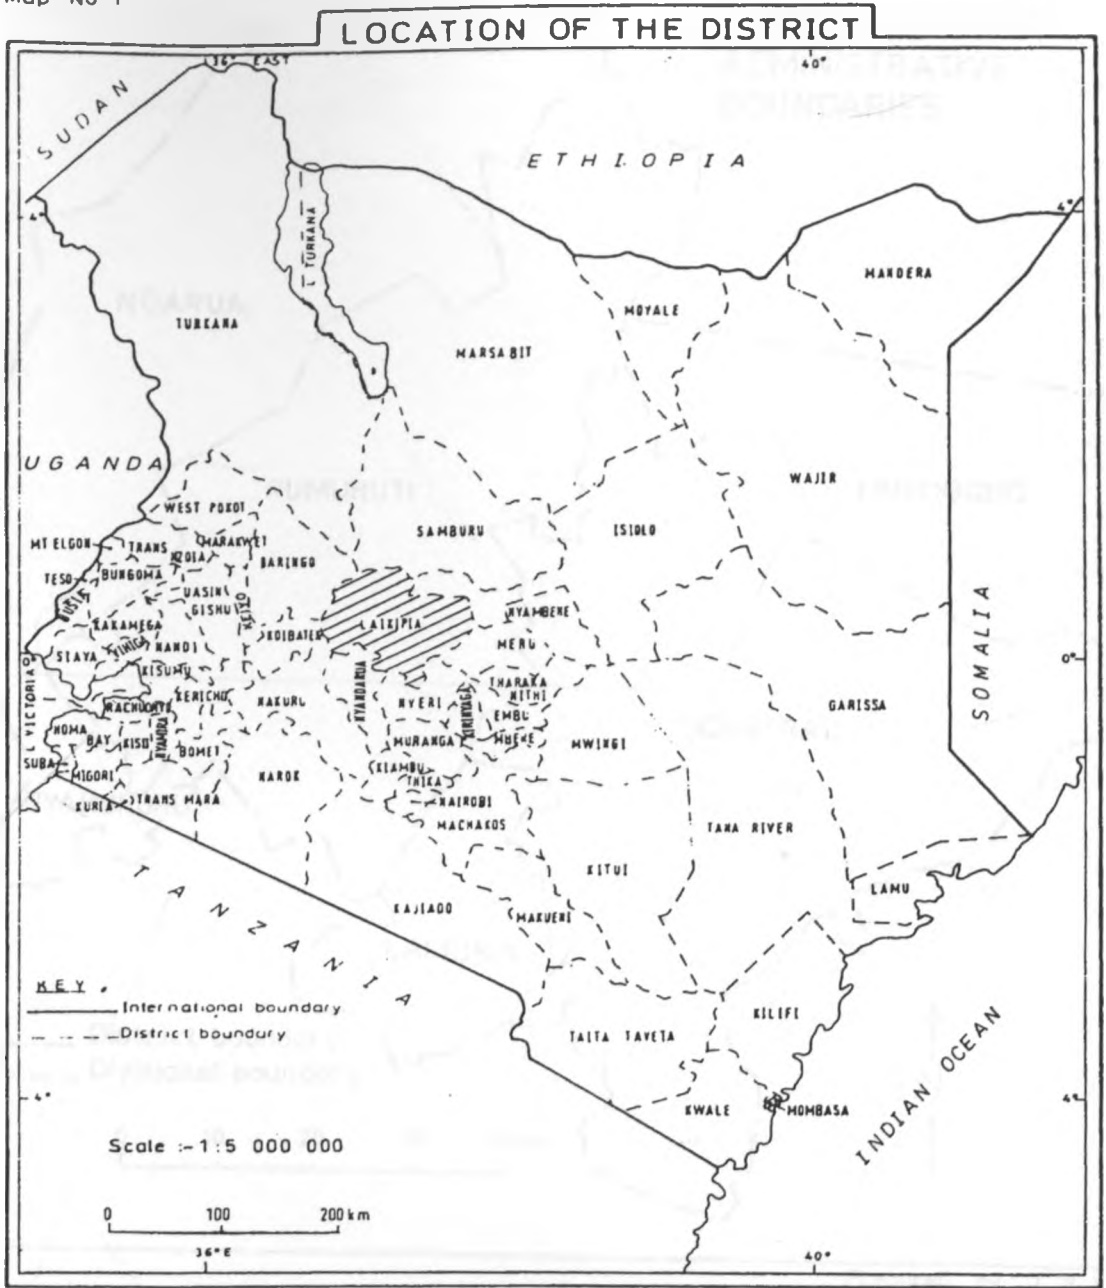 Map No 1
LOCATION OF THE DISTRICT
36° EAST
40°
SUDAN
ETHIOPIA
4°
4°
L TURKANA
MANDERA
TURKANA
MOYALE
MARSABIT
UGANDA
WAJIR
WEST POKOT
SAMBURU
ISIOLO
MT ELGON
TRANS
NZOIA
MARAKWET
BARINGO
TESO
BUNGOMA
UASIN
GISHU
KEIYO
BUSIA
LAIKIPIA
NYAMBENE
KAKAMEGA
KOIBATEK
MERU
SIAYA
VIHIGA
NANDI
0°
0°
KISUMU
THARAKA
NITHI
SOMALIA
L VICTORIA
RACHUONYO
KERICHO
NAKURU
NYANDARUA
NYERI
KIRINYAGA
EMBU
GARISSA
HOMA
BAY
KISII
NYAMIRA
BOMET
MURANGA
MBEERE
MWINGI
SUBA
MIGORI
NAROK
KIAMBU
THIKA
KURIA
TRANS MARA
NAIROBI
MACHAKOS
TANA RIVER
KITUI
LAMU
TANZANIA
KAJIADO
MAKUENI
KEY
International boundary
District boundary
TAITA TAVETA
KILIFI
INDIAN OCEAN
4°
4°
KWALE
MOMBASA
Scale :- 1:5 000 000
0 100 200 km
36°E
40°